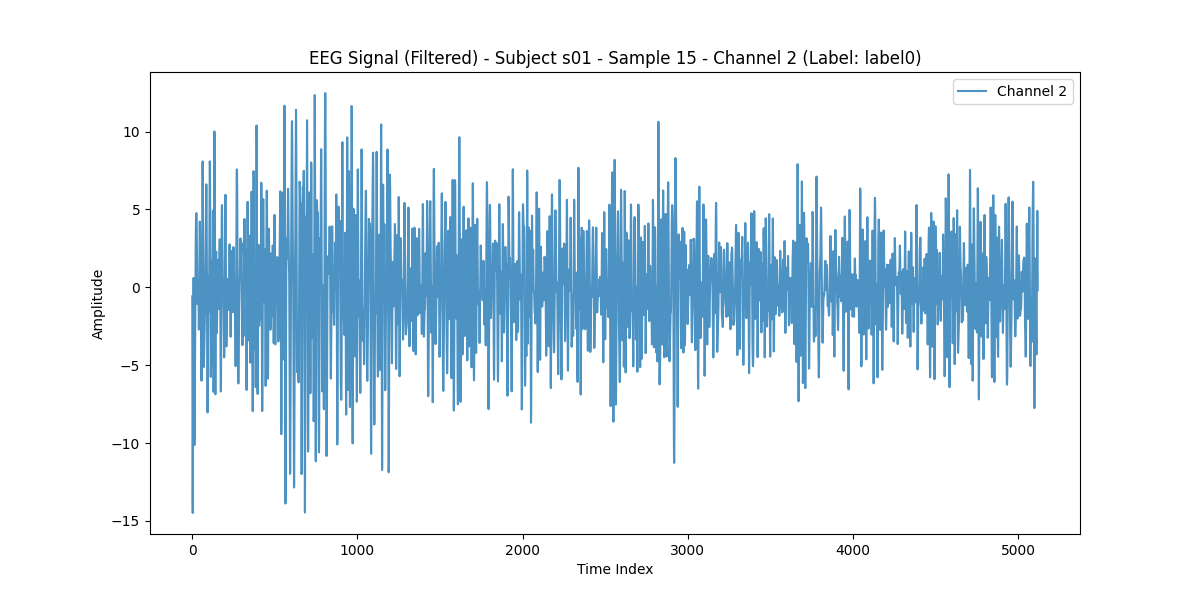 EEG Signal (Filtered) - Subject s01 - Sample 15 - Channel 2 (Label: label0)
Channel 2
10
5
0
−5
−10
−15
Amplitude
0 1000 2000 3000 4000 5000
Time Index